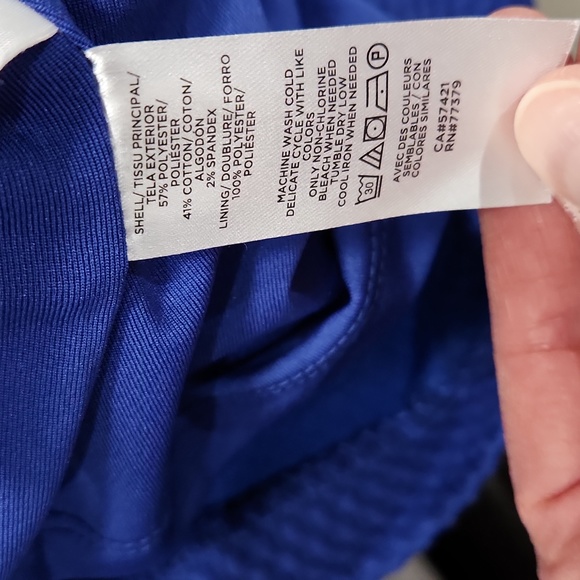 SHELL/ TISSU PRINCIPAL/
TELA EXTERIOR
57% POLYESTER/
POLIÉSTER
41% COTTON/ COTON/
ALGODÓN
2% SPANDEX
LINING/ DOUBLURE/ FORRO
100% POLYESTER/
POLIÉSTER
MACHINE WASH COLD
DELICATE CYCLE WITH LIKE
COLORS
ONLY NON-CHLORINE
BLEACH WHEN NEEDED
TUMBLE DRY LOW
COOL IRON WHEN NEEDED
30 P
AVEC DES COULEURS
SEMBLABLES / CON
COLORES SIMILARES
CA#57421
RN#77379